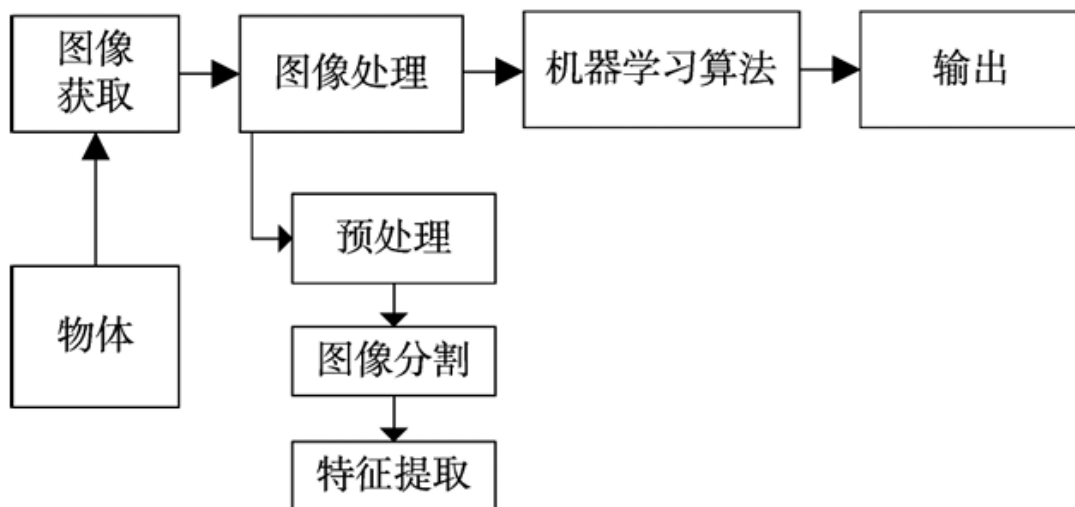 图像
获取
图像处理
机器学习算法
输出
预处理
物体
图像分割
特征提取